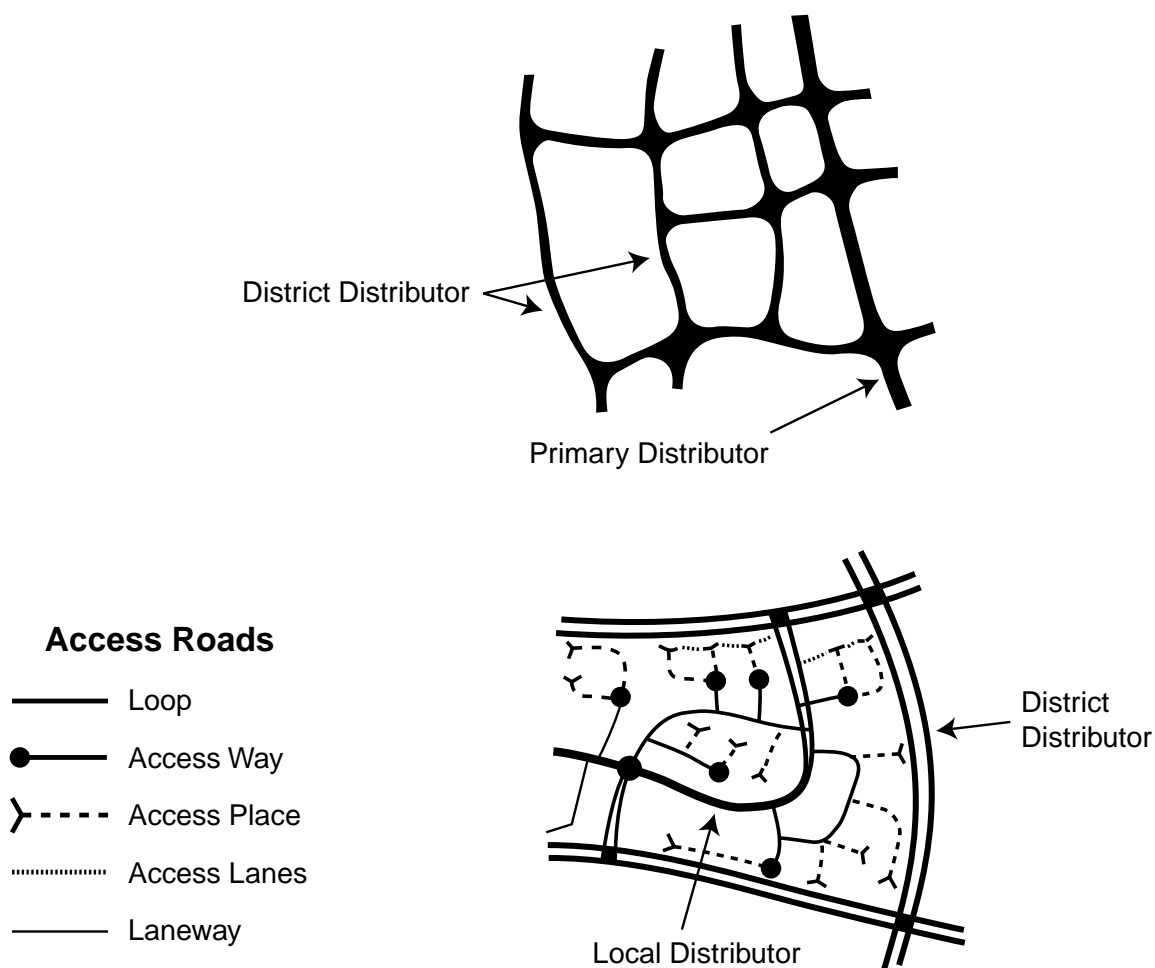 District Distributor
Primary Distributor
Access Roads
Loop
Access Way
Access Place
Access Lanes
Laneway
District
Distributor
Local Distributor